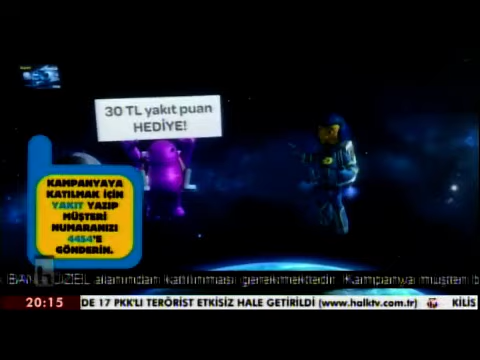 30 TL yakıt puan
HEDİYE!
KAMPANYAYA
KATILMAK İÇİN
YAKIT YAZIP
MÜŞTERİ
NUMARANIZI
4454'E
GÖNDERİN.
ÖZEL alanından katılınması gerekmektedir. Kampanya müşteri
20:15 DE 17 PKK'LI TERÖRİST ETKİSİZ HALE GETİRİLDİ (www.halktv.com.tr) KİLİS